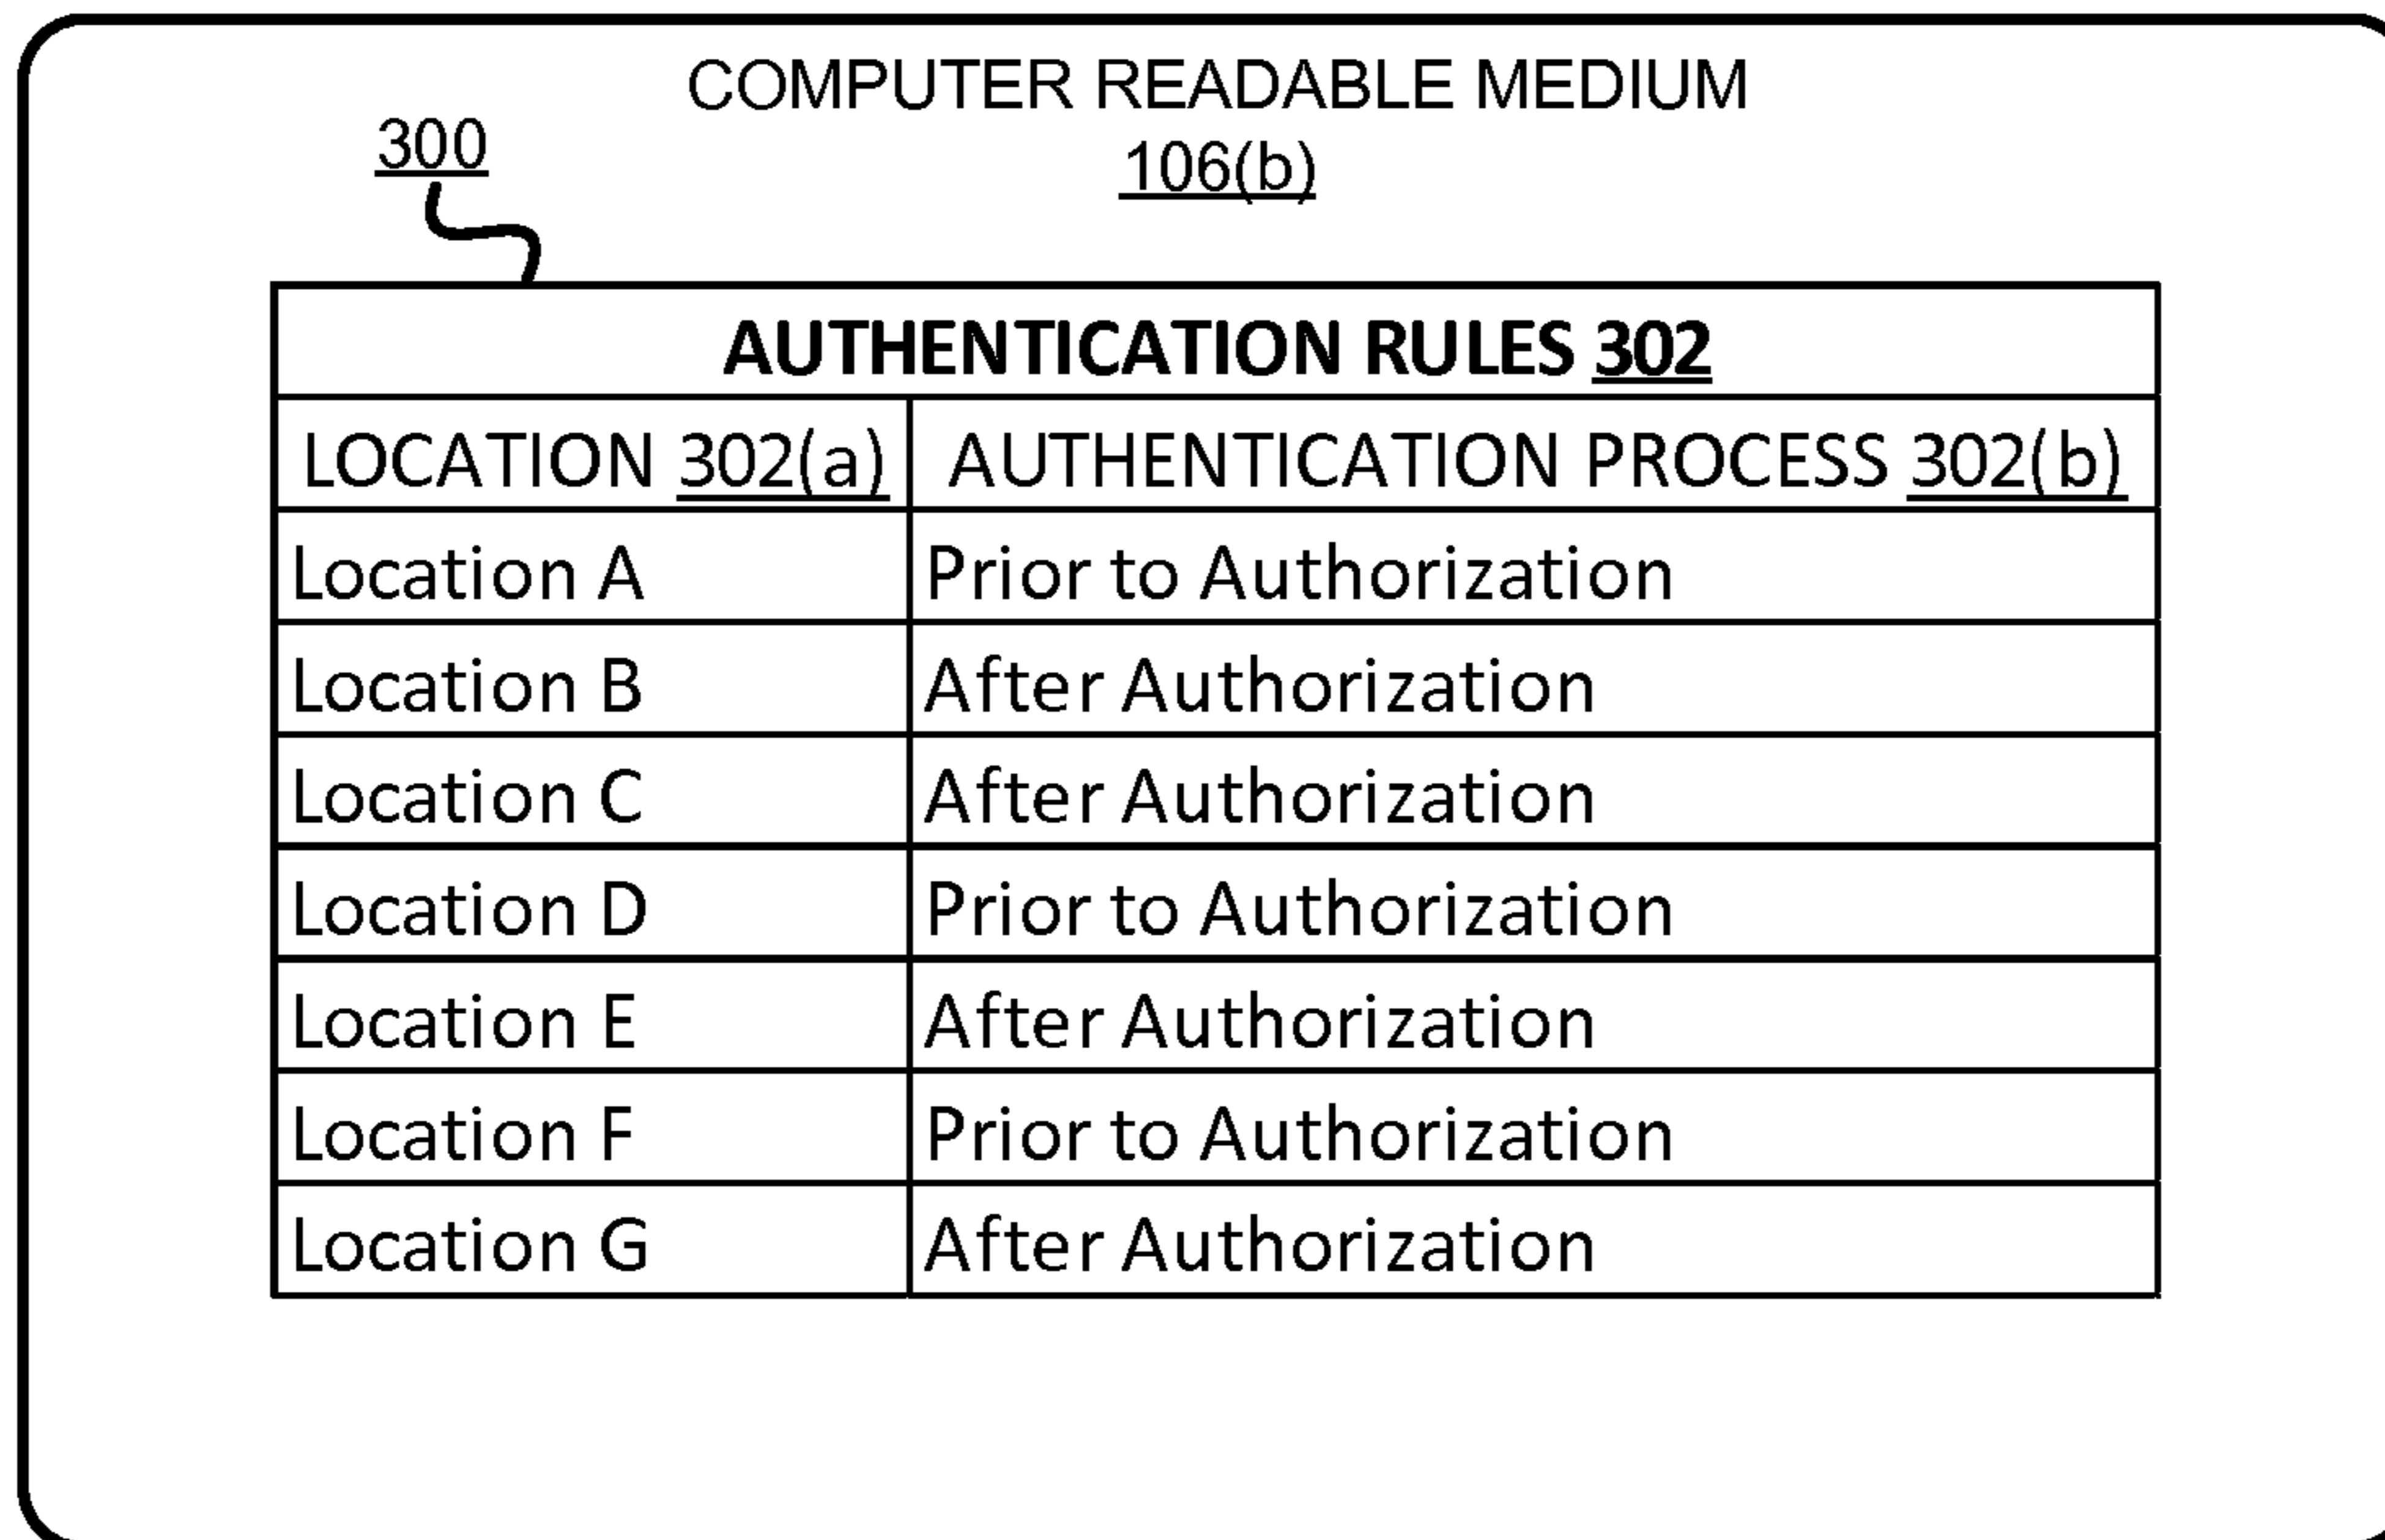 COMPUTER READABLE MEDIUM
106(b)
300
AUTHENTICATION RULES 302
LOCATION 302(a) AUTHENTICATION PROCESS 302(b)
Location A Prior to Authorization
Location B After Authorization
Location C After Authorization
Location D Prior to Authorization
Location E After Authorization
Location F Prior to Authorization
Location G After Authorization